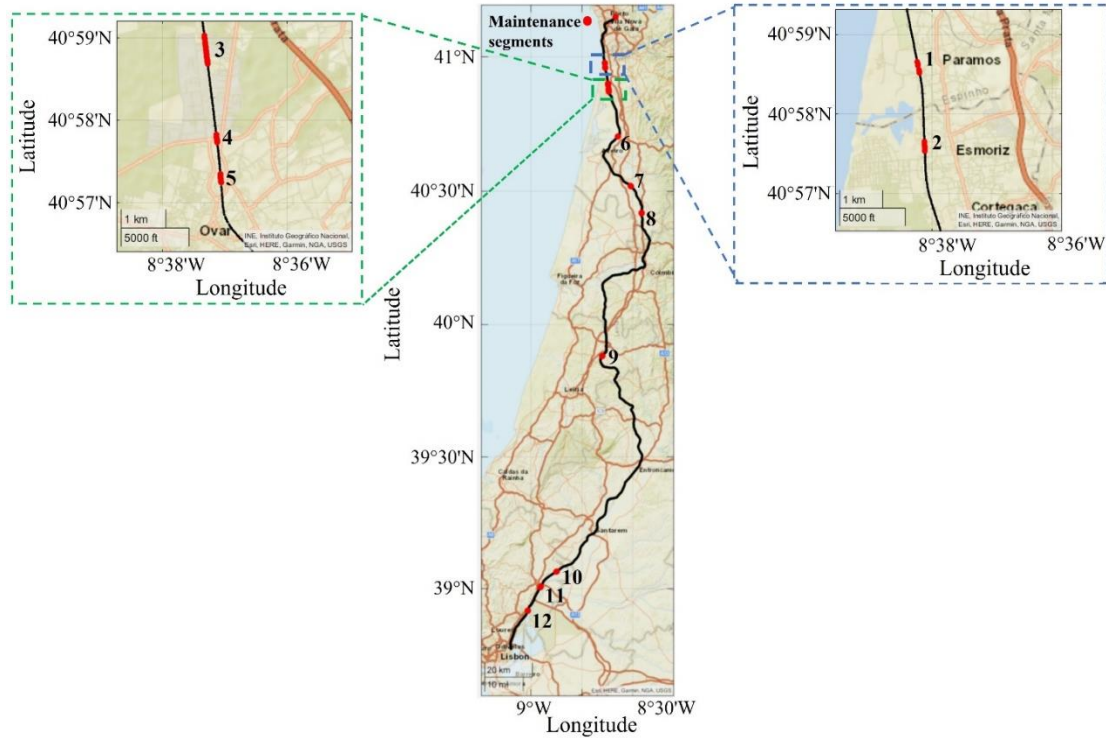 40°59'N
40°58'N
40°57'N
Latitude
3
4
5
1 km
5000 ft
Ovar
INE, Instituto Geográfico Nacional,
Esri, HERE, Garmin, NGA, USGS
8°38'W
8°36'W
Longitude
Maintenance
segments
41°N
40°30'N
40°N
39°30'N
39°N
Latitude
6
7
8
9
10
11
12
Santarem
Lisbon
20 km
10 mi
Esri, HERE, Garmin, NGA, USGS
9°W
8°30'W
Longitude
40°59'N
40°58'N
40°57'N
Latitude
1
Paramos
Espinho
2
Esmoriz
Cortegaça
Prata
Santa
1 km
5000 ft
INE, Instituto Geográfico Nacional,
Esri, HERE, Garmin, NGA, USGS
8°38'W
8°36'W
Longitude